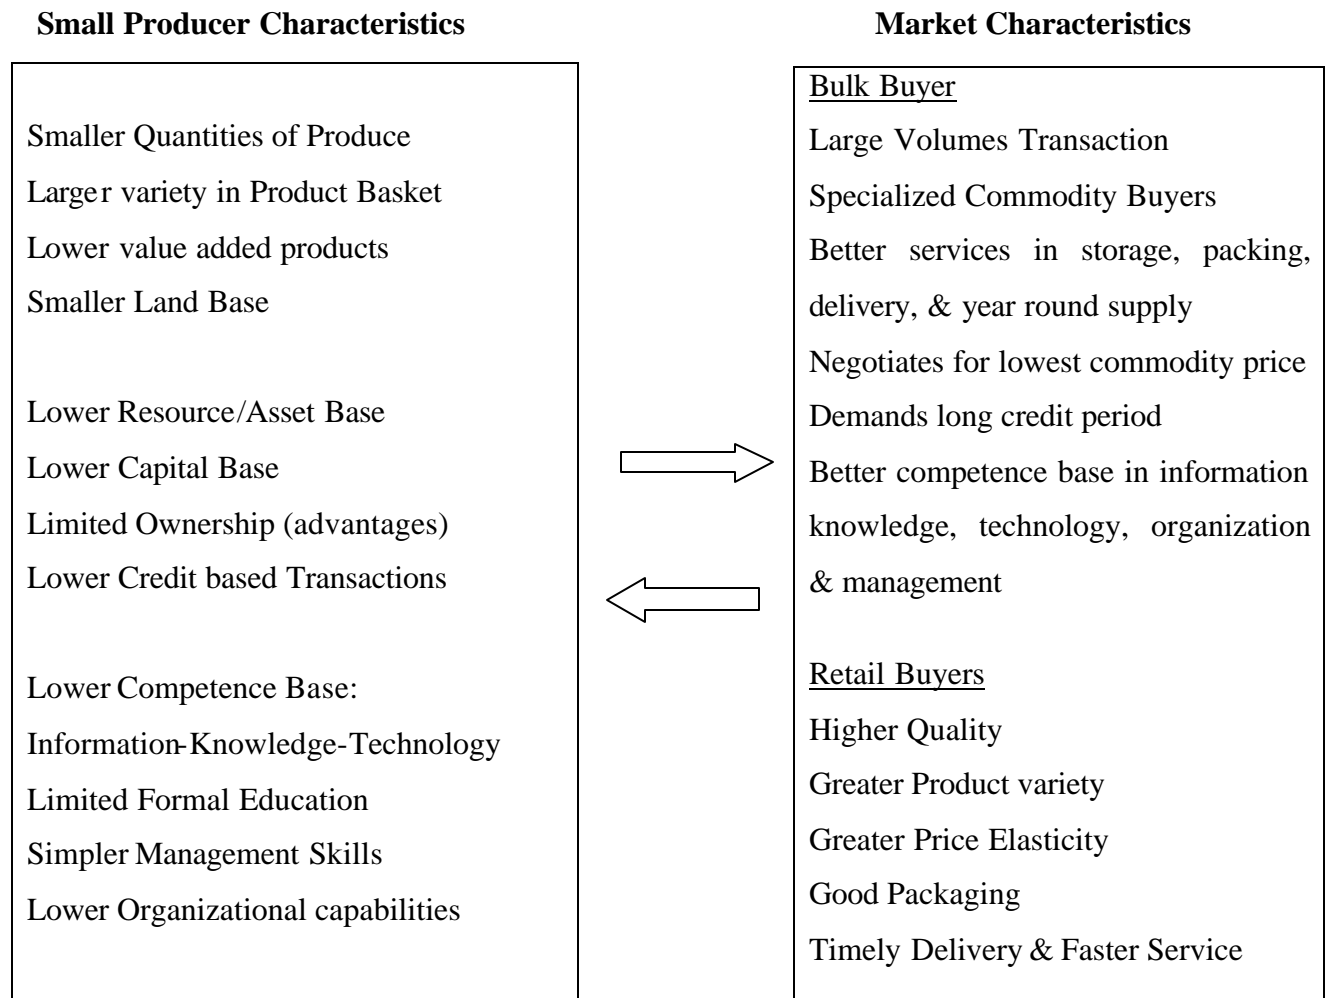 Small Producer Characteristics
Smaller Quantities of Produce
Larger variety in Product Basket
Lower value added products
Smaller Land Base
Lower Resource/Asset Base
Lower Capital Base
Limited Ownership (advantages)
Lower Credit based Transactions
Lower Competence Base:
Information-Knowledge-Technology
Limited Formal Education
Simpler Management Skills
Lower Organizational capabilities
Market Characteristics
Bulk Buyer
Large Volumes Transaction
Specialized Commodity Buyers
Better services in storage, packing,
delivery, & year round supply
Negotiates for lowest commodity price
Demands long credit period
Better competence base in information
knowledge, technology, organization
& management
Retail Buyers
Higher Quality
Greater Product variety
Greater Price Elasticity
Good Packaging
Timely Delivery & Faster Service